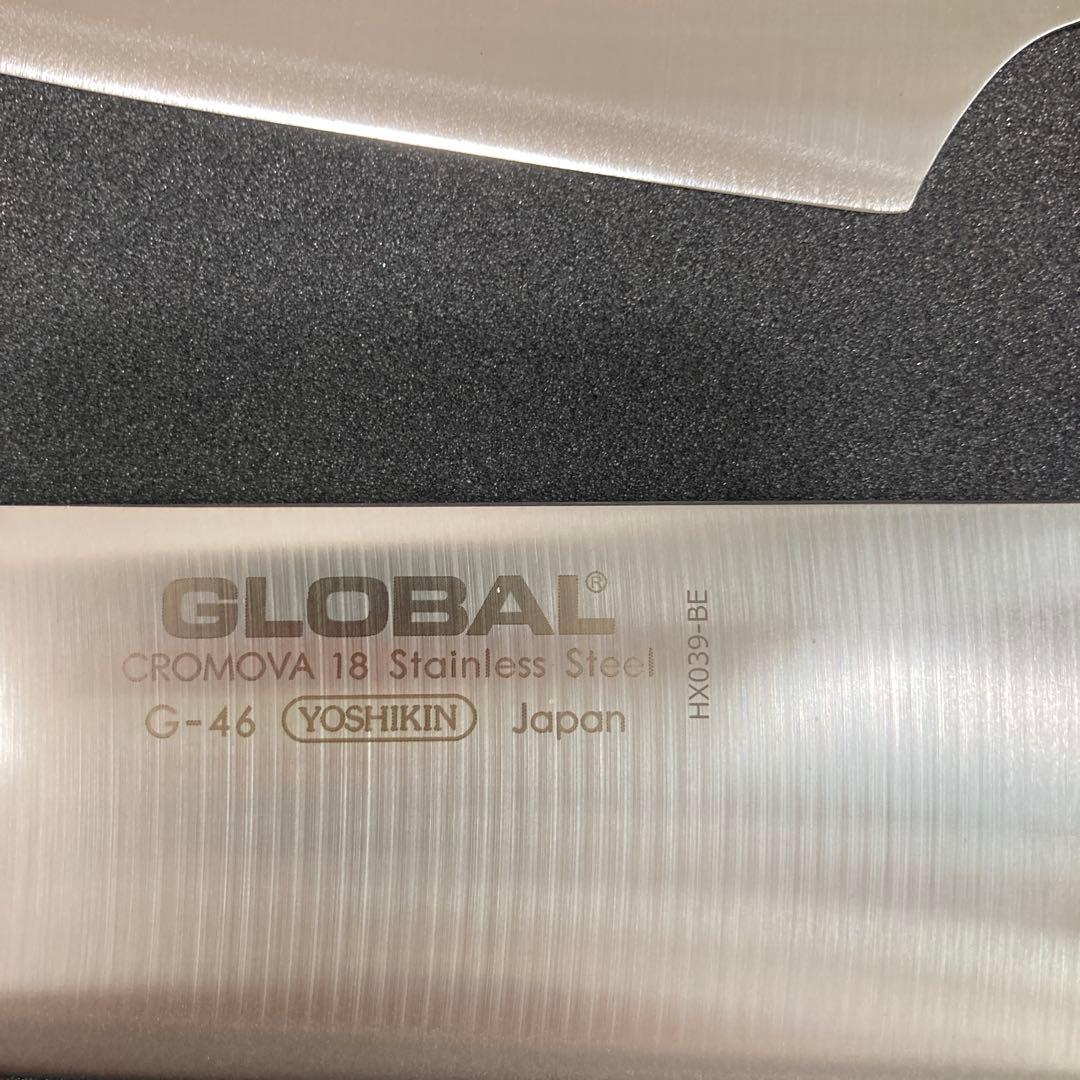 GLOBAL®
CROMOVA 18 Stainless Steel
G-46 YOSHIKIN Japan
HX039-BE